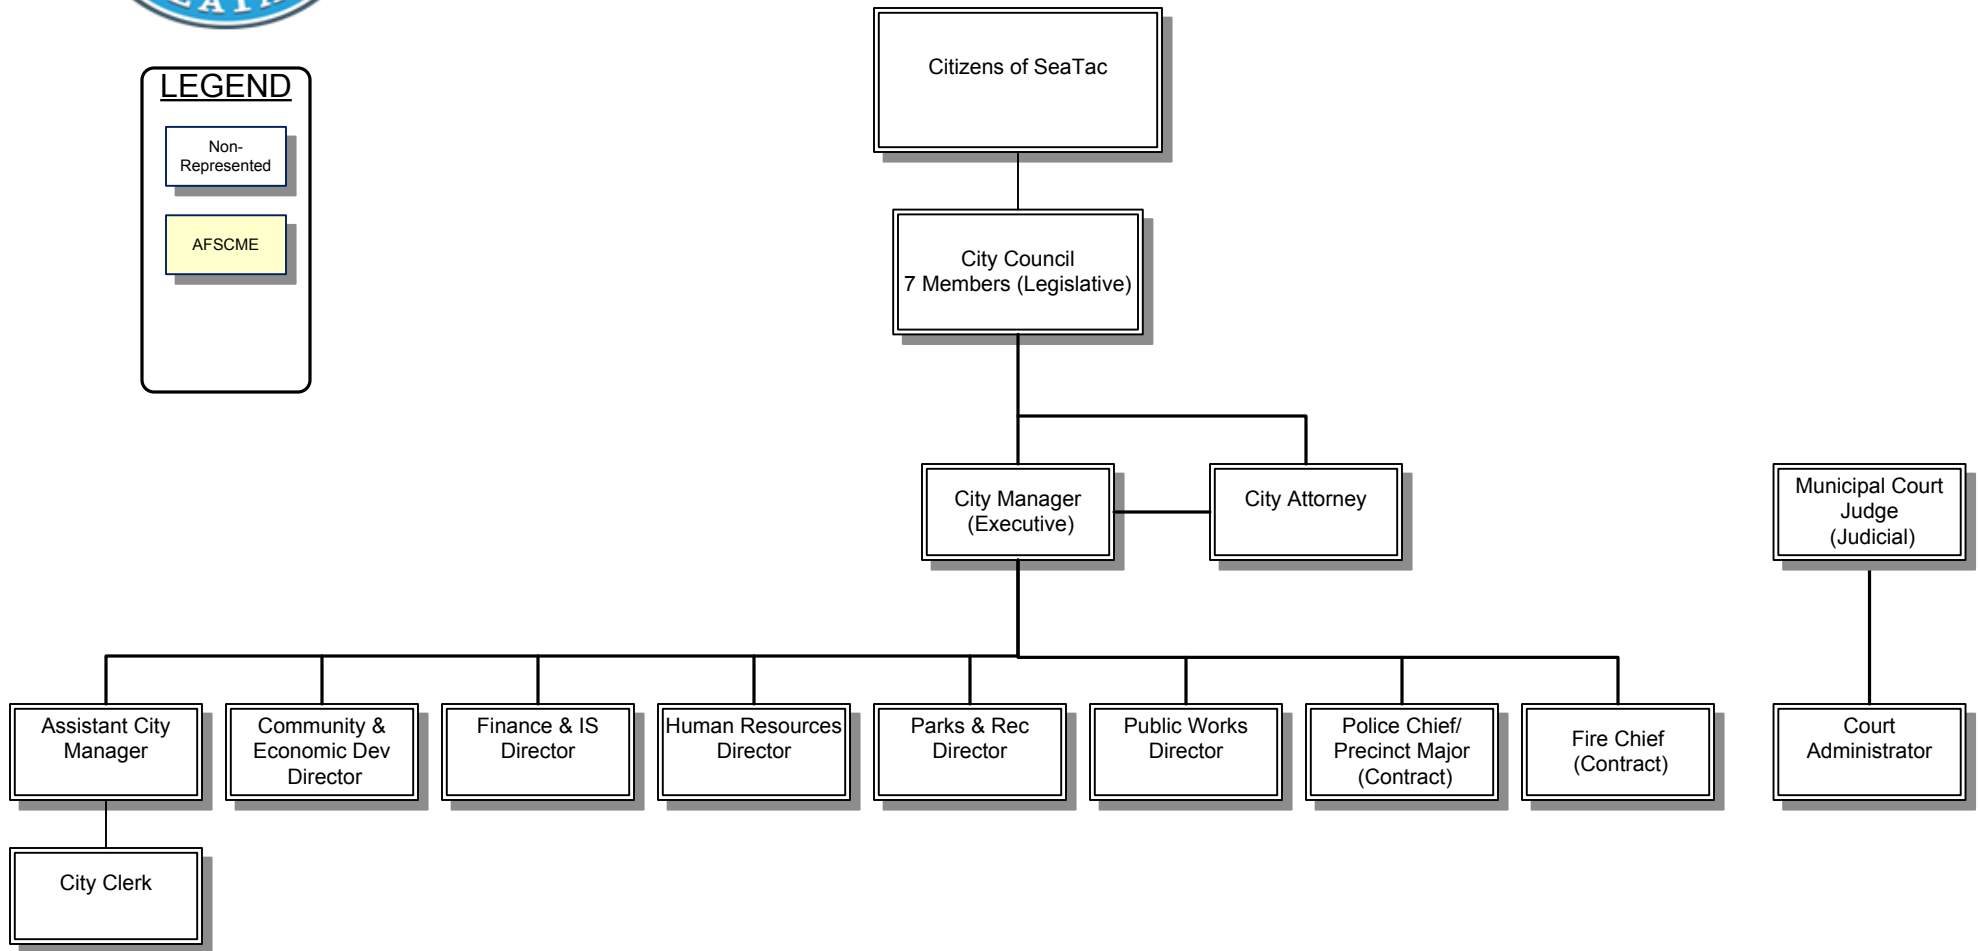 EATA
LEGEND
Non-
Represented
AFSCME
Citizens of SeaTac
City Council
7 Members (Legislative)
City Manager
(Executive)
City Attorney
Municipal Court
Judge
(Judicial)
Assistant City
Manager
Community &
Economic Dev
Director
Finance & IS
Director
Human Resources
Director
Parks & Rec
Director
Public Works
Director
Police Chief/
Precinct Major
(Contract)
Fire Chief
(Contract)
Court
Administrator
City Clerk